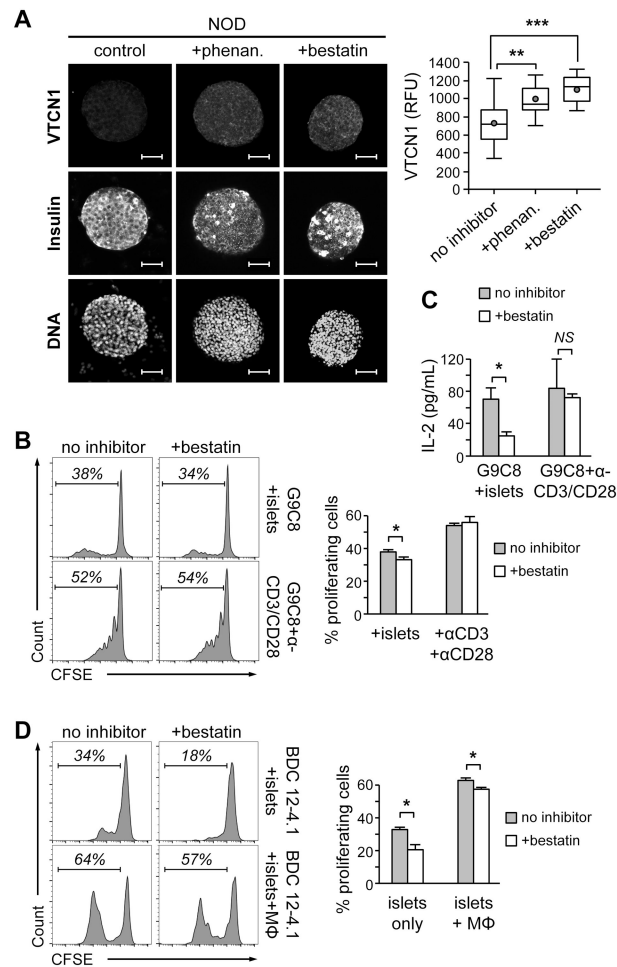 A
NOD
control +phenan. +bestatin
VTCN1
Insulin
DNA
*** 
**
VTCN1 (RFU)
1400
1200
1000
800
600
400
200
0
no inhibitor
+phenan.
+bestatin
C
no inhibitor
+bestatin
IL-2 (pg/mL)
120
80
40
0
*
NS
G9C8
+islets
G9C8+α-
CD3/CD28
B
no inhibitor +bestatin
38% 34%
G9C8
+islets
52% 54%
G9C8+α-
CD3/CD28
Count
CFSE
% proliferating cells
60
40
20
0
*
+islets
+αCD3
+αCD28
no inhibitor
+bestatin
D
no inhibitor +bestatin
34% 18%
BDC 12-4.1
+islets
64% 57%
BDC 12-4.1
+islets+MΦ
Count
CFSE
% proliferating cells
60
40
20
0
*
*
islets
only
islets
+ MΦ
no inhibitor
+bestatin